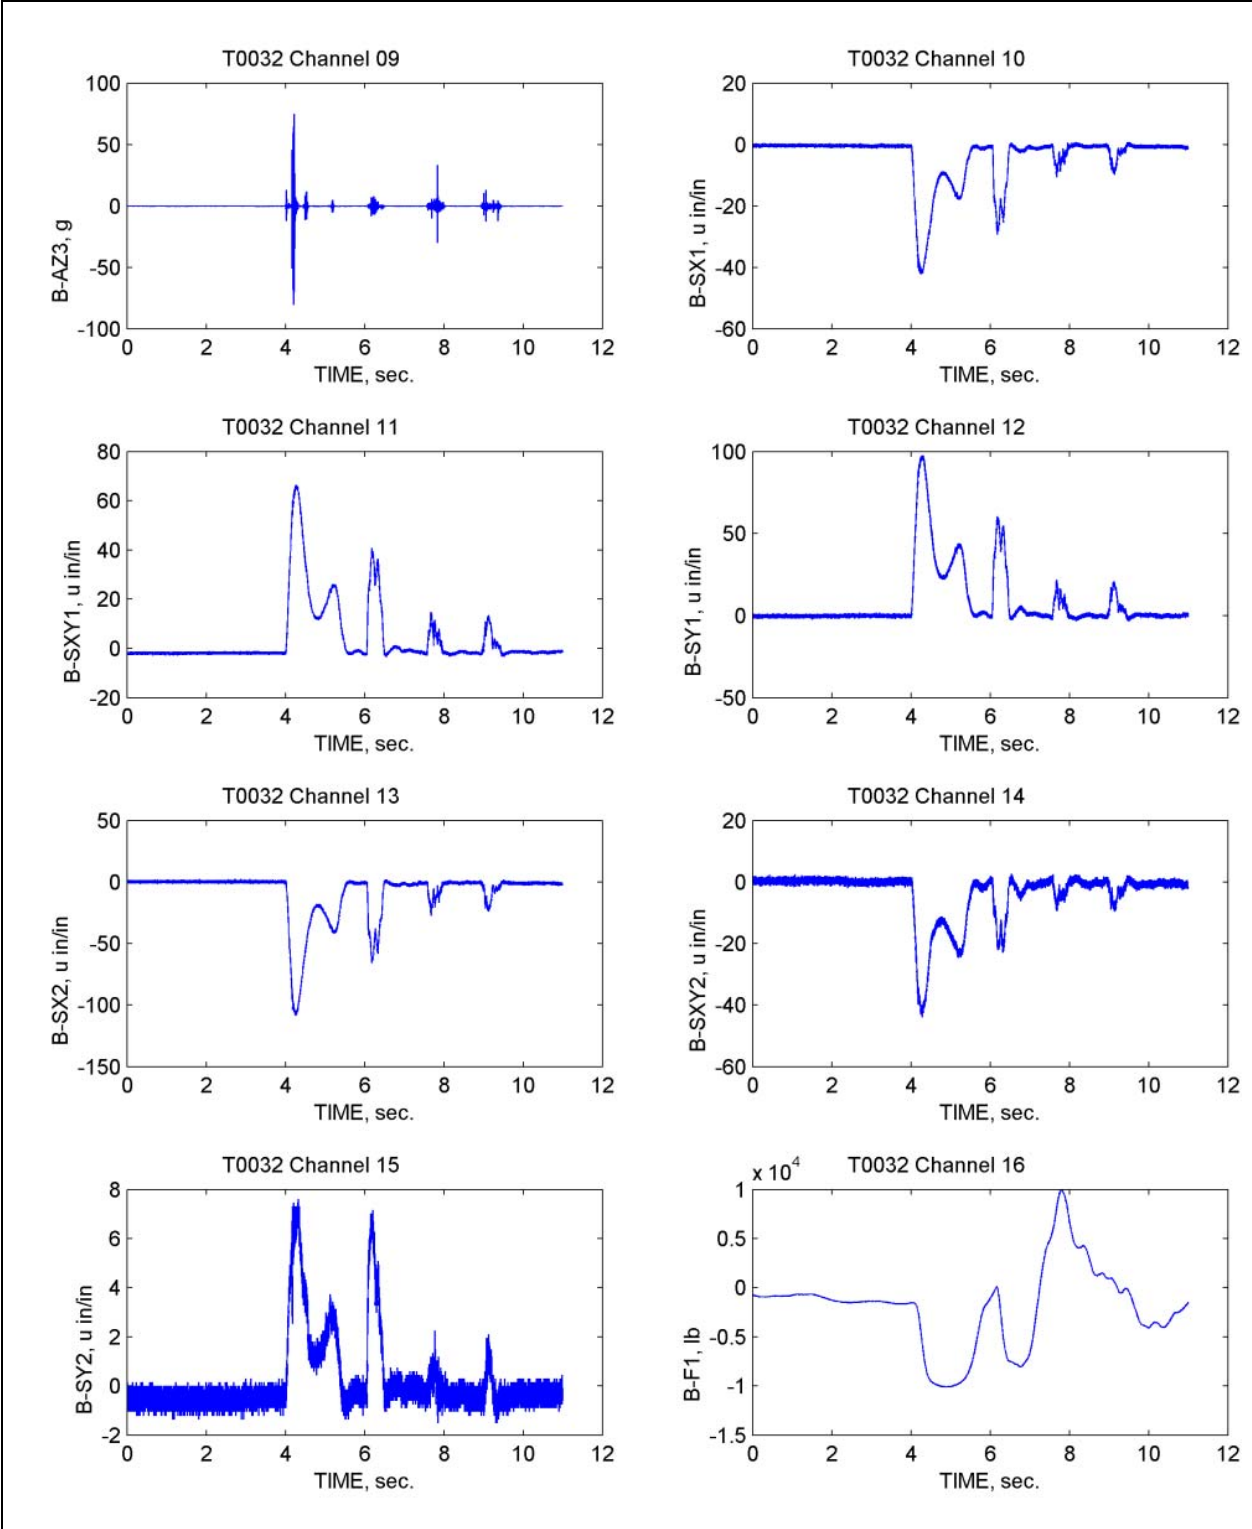 T0032 Channel 09
B-AZ3, g
100
50
0
-50
-100
0 2 4 6 8 10 12
TIME, sec.
T0032 Channel 10
B-SX1, u in/in
20
0
-20
-40
-60
0 2 4 6 8 10 12
TIME, sec.
T0032 Channel 11
B-SXY1, u in/in
80
60
40
20
0
-20
0 2 4 6 8 10 12
TIME, sec.
T0032 Channel 12
B-SY1, u in/in
100
50
0
-50
0 2 4 6 8 10 12
TIME, sec.
T0032 Channel 13
B-SX2, u in/in
50
0
-50
-100
-150
0 2 4 6 8 10 12
TIME, sec.
T0032 Channel 14
B-SXY2, u in/in
20
0
-20
-40
-60
0 2 4 6 8 10 12
TIME, sec.
T0032 Channel 15
B-SY2, u in/in
8
6
4
2
0
-2
0 2 4 6 8 10 12
TIME, sec.
x 10^4 T0032 Channel 16
B-F1, lb
1
0.5
0
-0.5
-1
-1.5
0 2 4 6 8 10 12
TIME, sec.